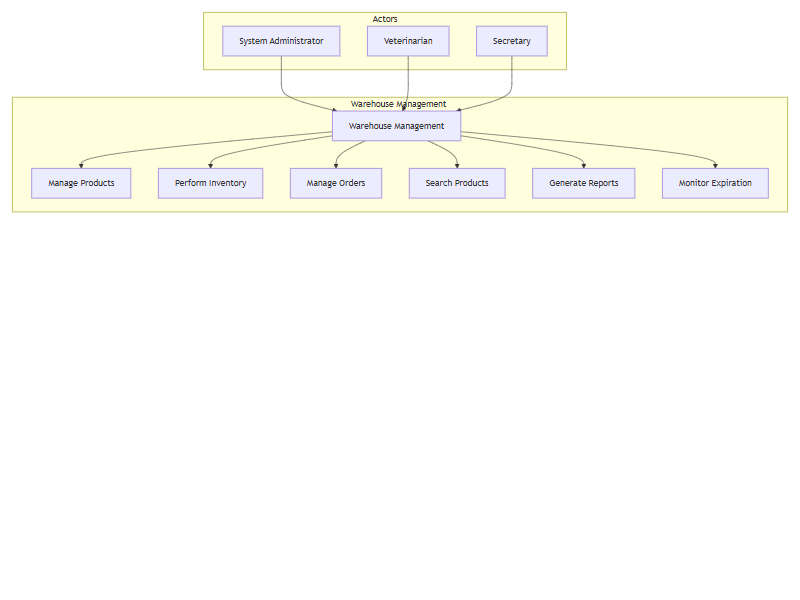 Actors
System Administrator
Veterinarian
Secretary
Warehouse Management
Warehouse Management
Manage Products
Perform Inventory
Manage Orders
Search Products
Generate Reports
Monitor Expiration